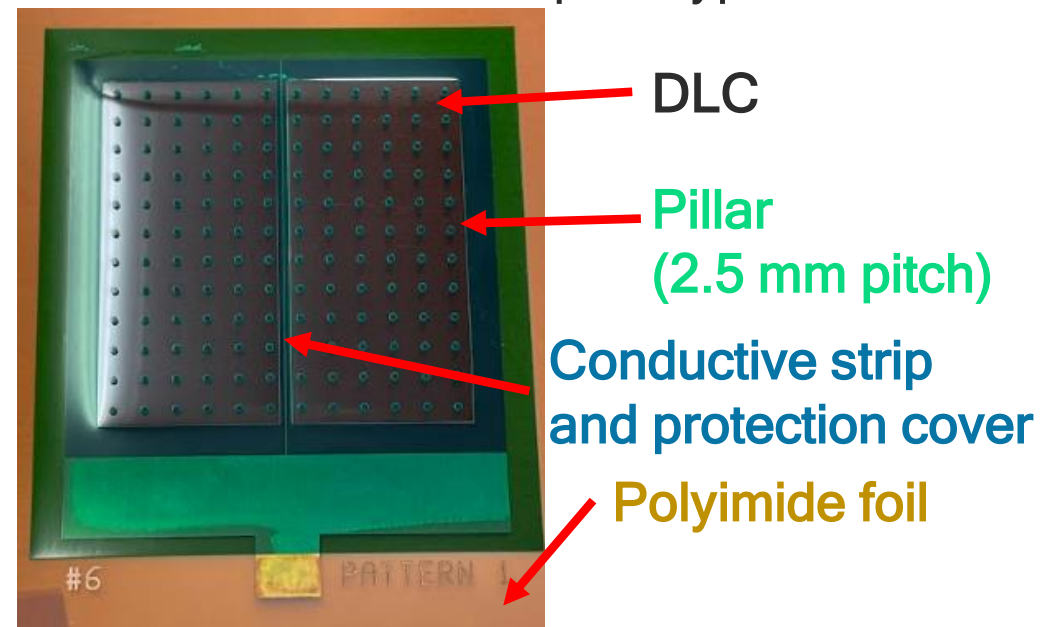 DLC
Pillar
(2.5 mm pitch)
Conductive strip
and protection cover
Polyimide foil
#6
PATTERN 1